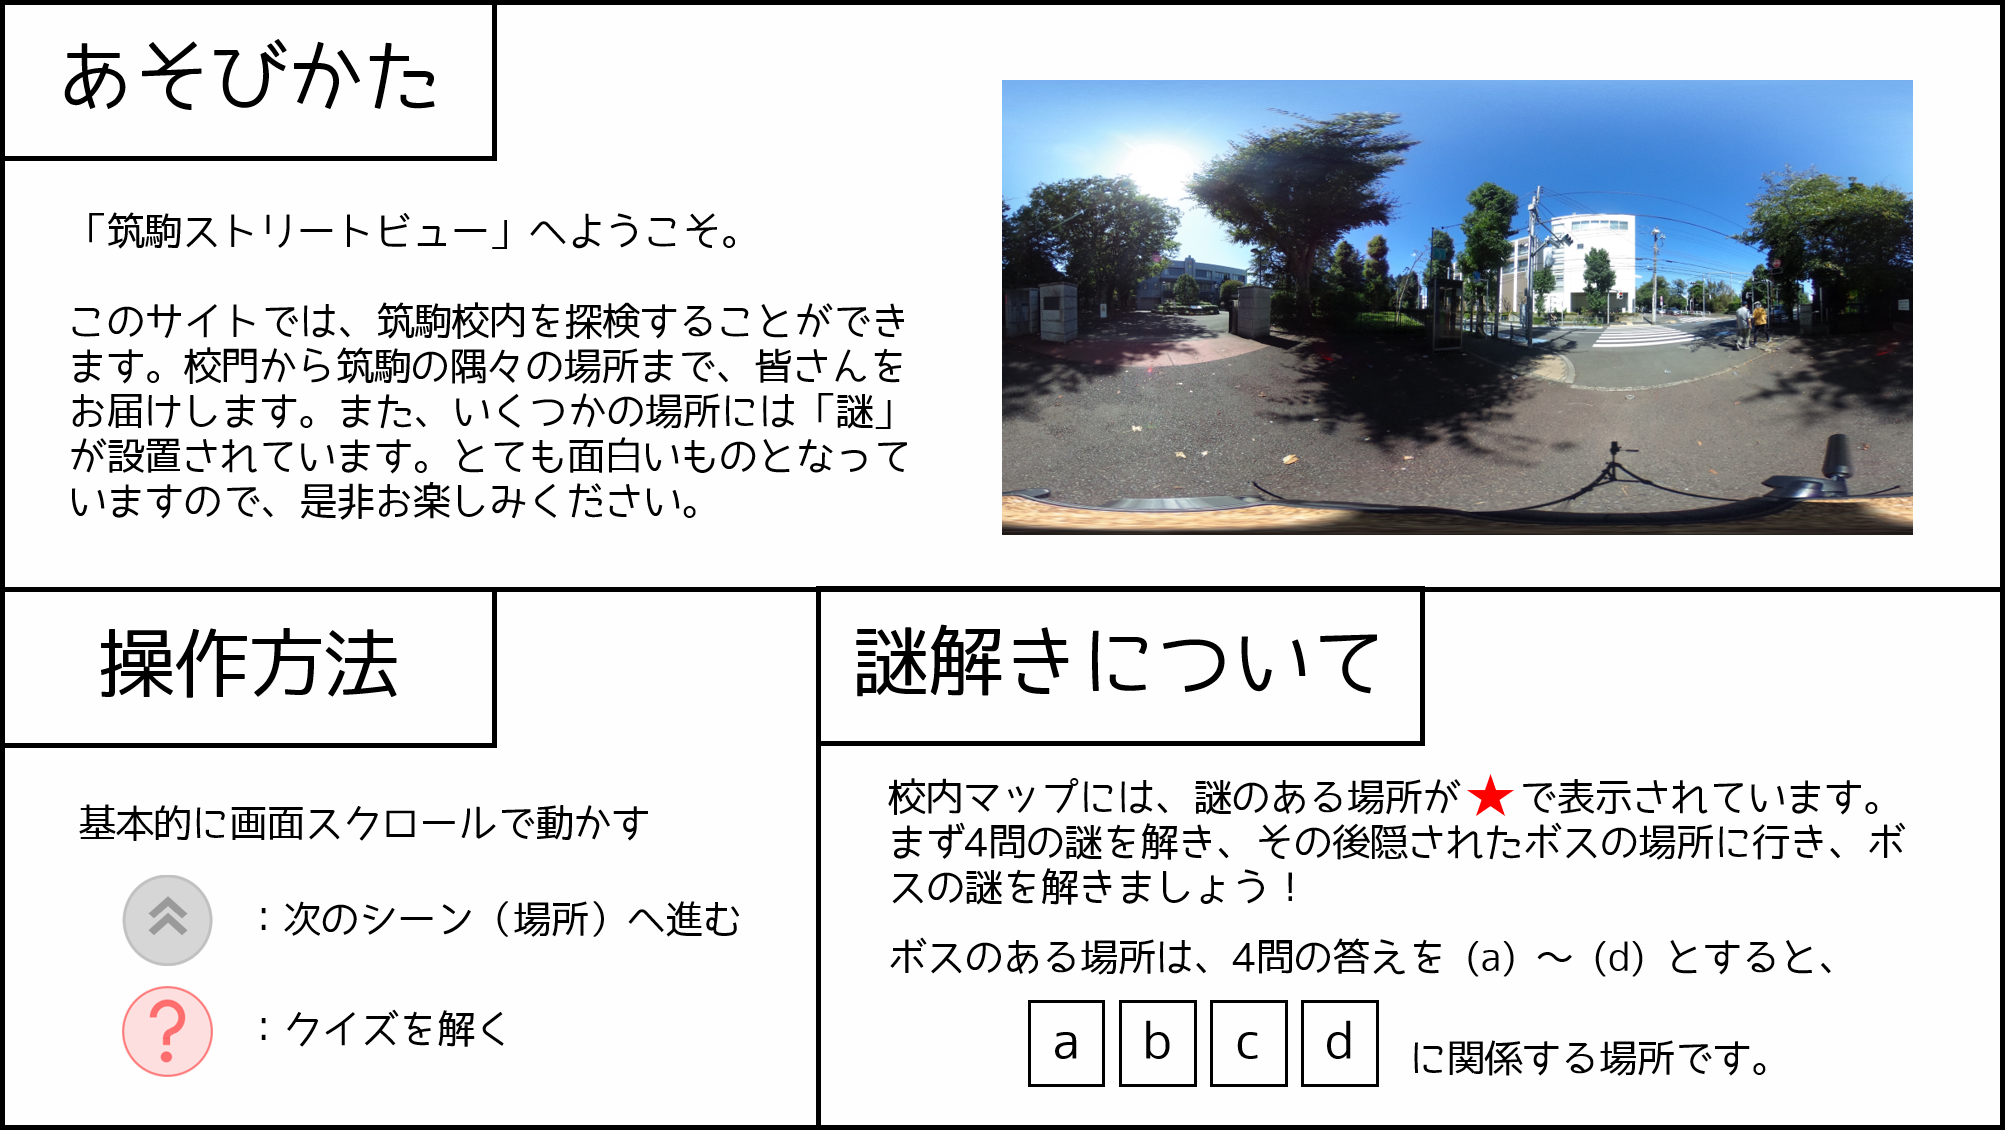 あそびかた
「筑駒ストリートビュー」へようこそ。
このサイトでは、筑駒校内を探検することができ
ます。校門から筑駒の隅々の場所まで、皆さんを
お届けします。また、いくつかの場所には「謎」
が設置されています。とても面白いものとなって
いますので、是非お楽しみください。
操作方法
基本的に画面スクロールで動かす
：次のシーン（場所）へ進む
?
：クイズを解く
謎解きについて
校内マップには、謎のある場所が★で表示されています。
まず4問の謎を解き、その後隠されたボスの場所に行き、ボ
スの謎を解きましょう！
ボスのある場所は、4問の答えを（a）～（d）とすると、
a b c d に関係する場所です。